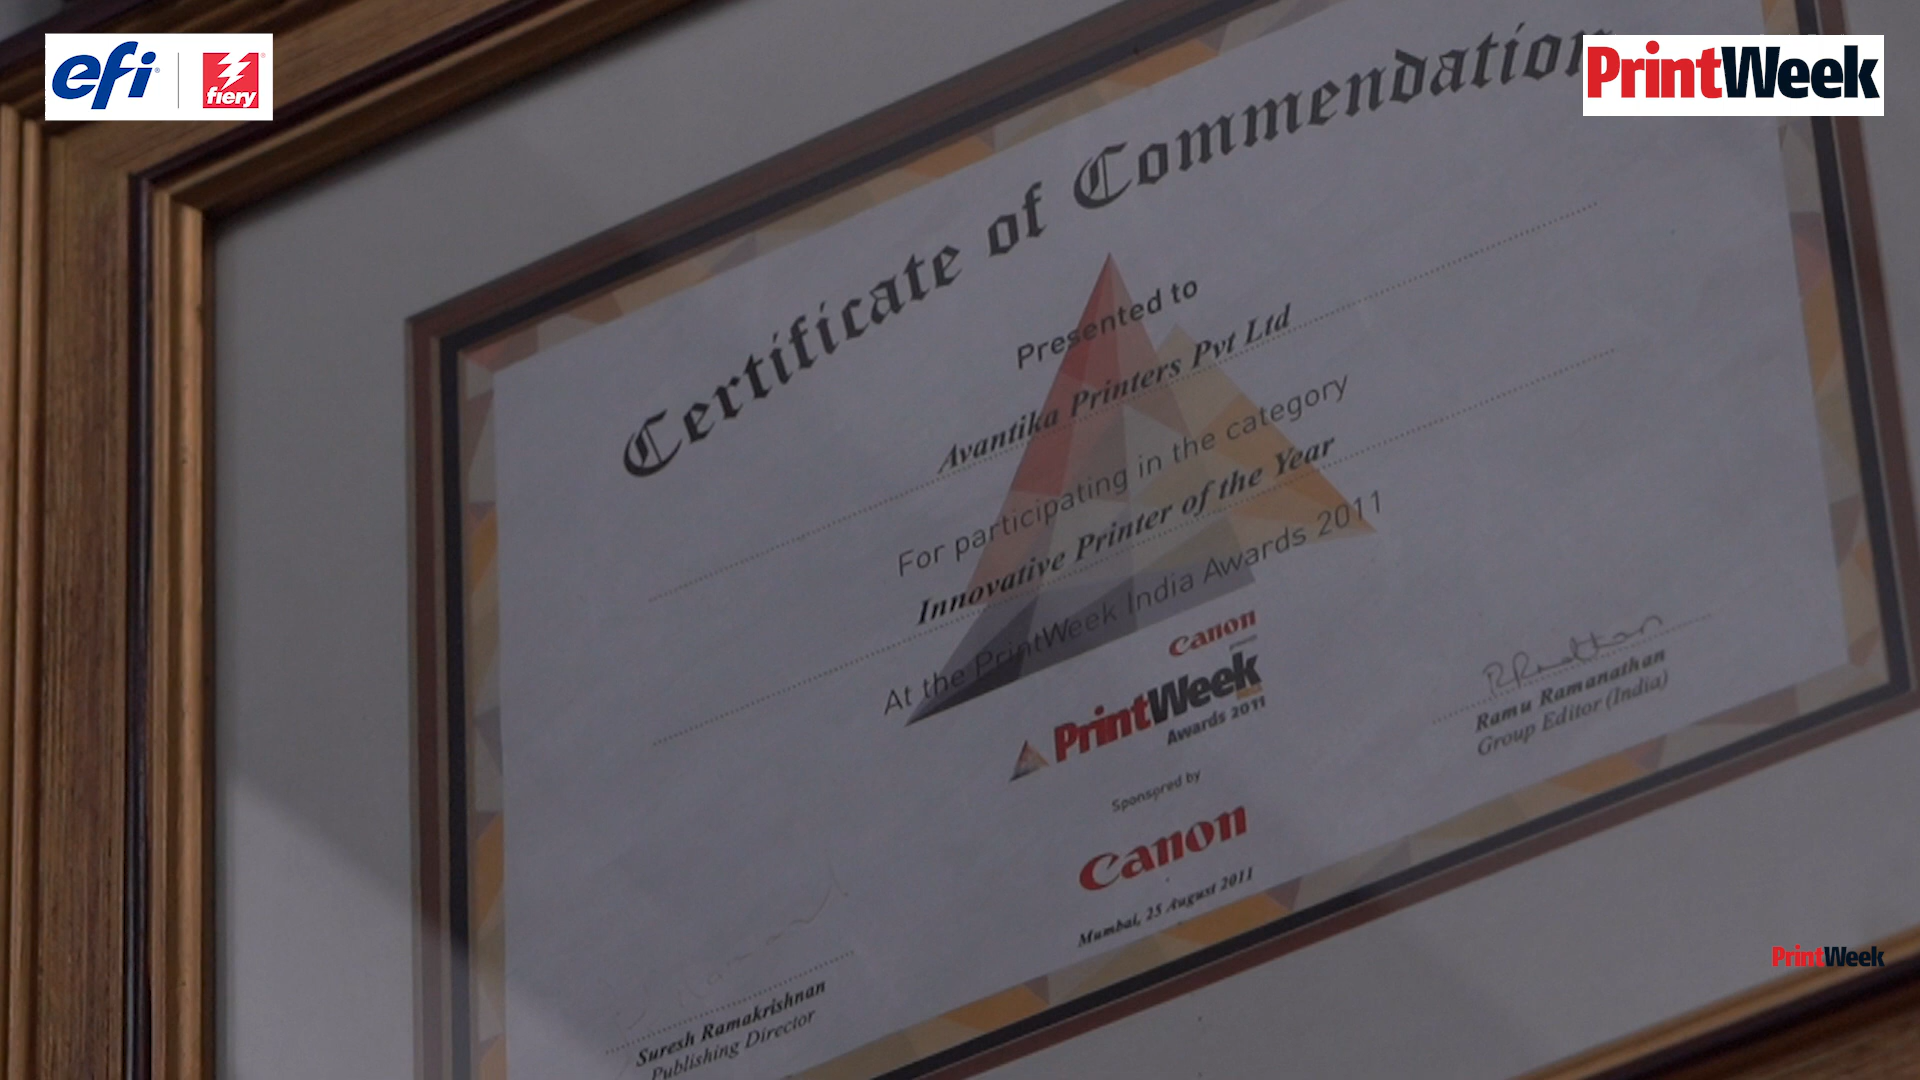 efi
fiery
PrintWeek
Certificate of Commendation
Presented to
Avantika Printers Pvt Ltd
For participating in the category
Innovative Printer of the Year
At the PrintWeek India Awards 2011
Canon
PrintWeek
Awards 2011
Sponsored by
Canon
Mumbai, 25 August 2011
Ramu Ramanathan
Group Editor (India)
Suresh Ramakrishnan
Publishing Director
PrintWeek